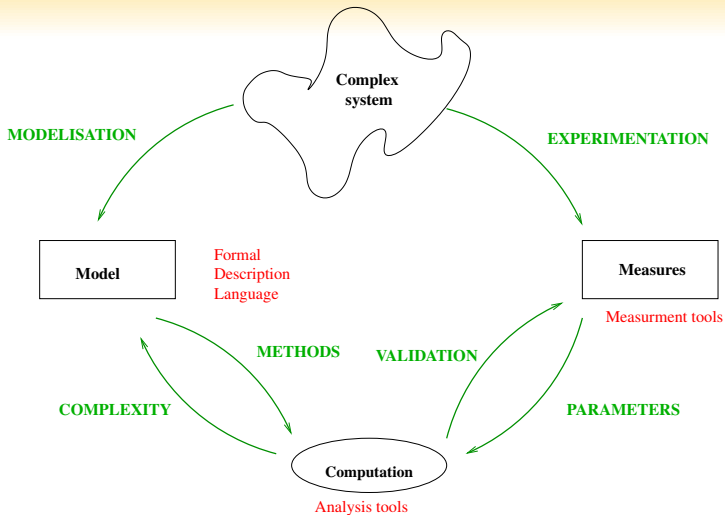 Complex
system
MODELISATION
EXPERIMENTATION
Model
Formal
Description
Language
Measures
Measurment tools
METHODS
VALIDATION
COMPLEXITY
PARAMETERS
Computation
Analysis tools